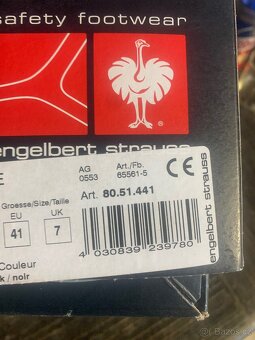 safety footwear
engelbert strauss
E
Groesse/Size/Taille
EU UK
41 7
AG
0553
Art./Fb.
65561-5
CE
Art. 80.51.441
4 030839 239780
engelbert strauss
Couleur
k / noir